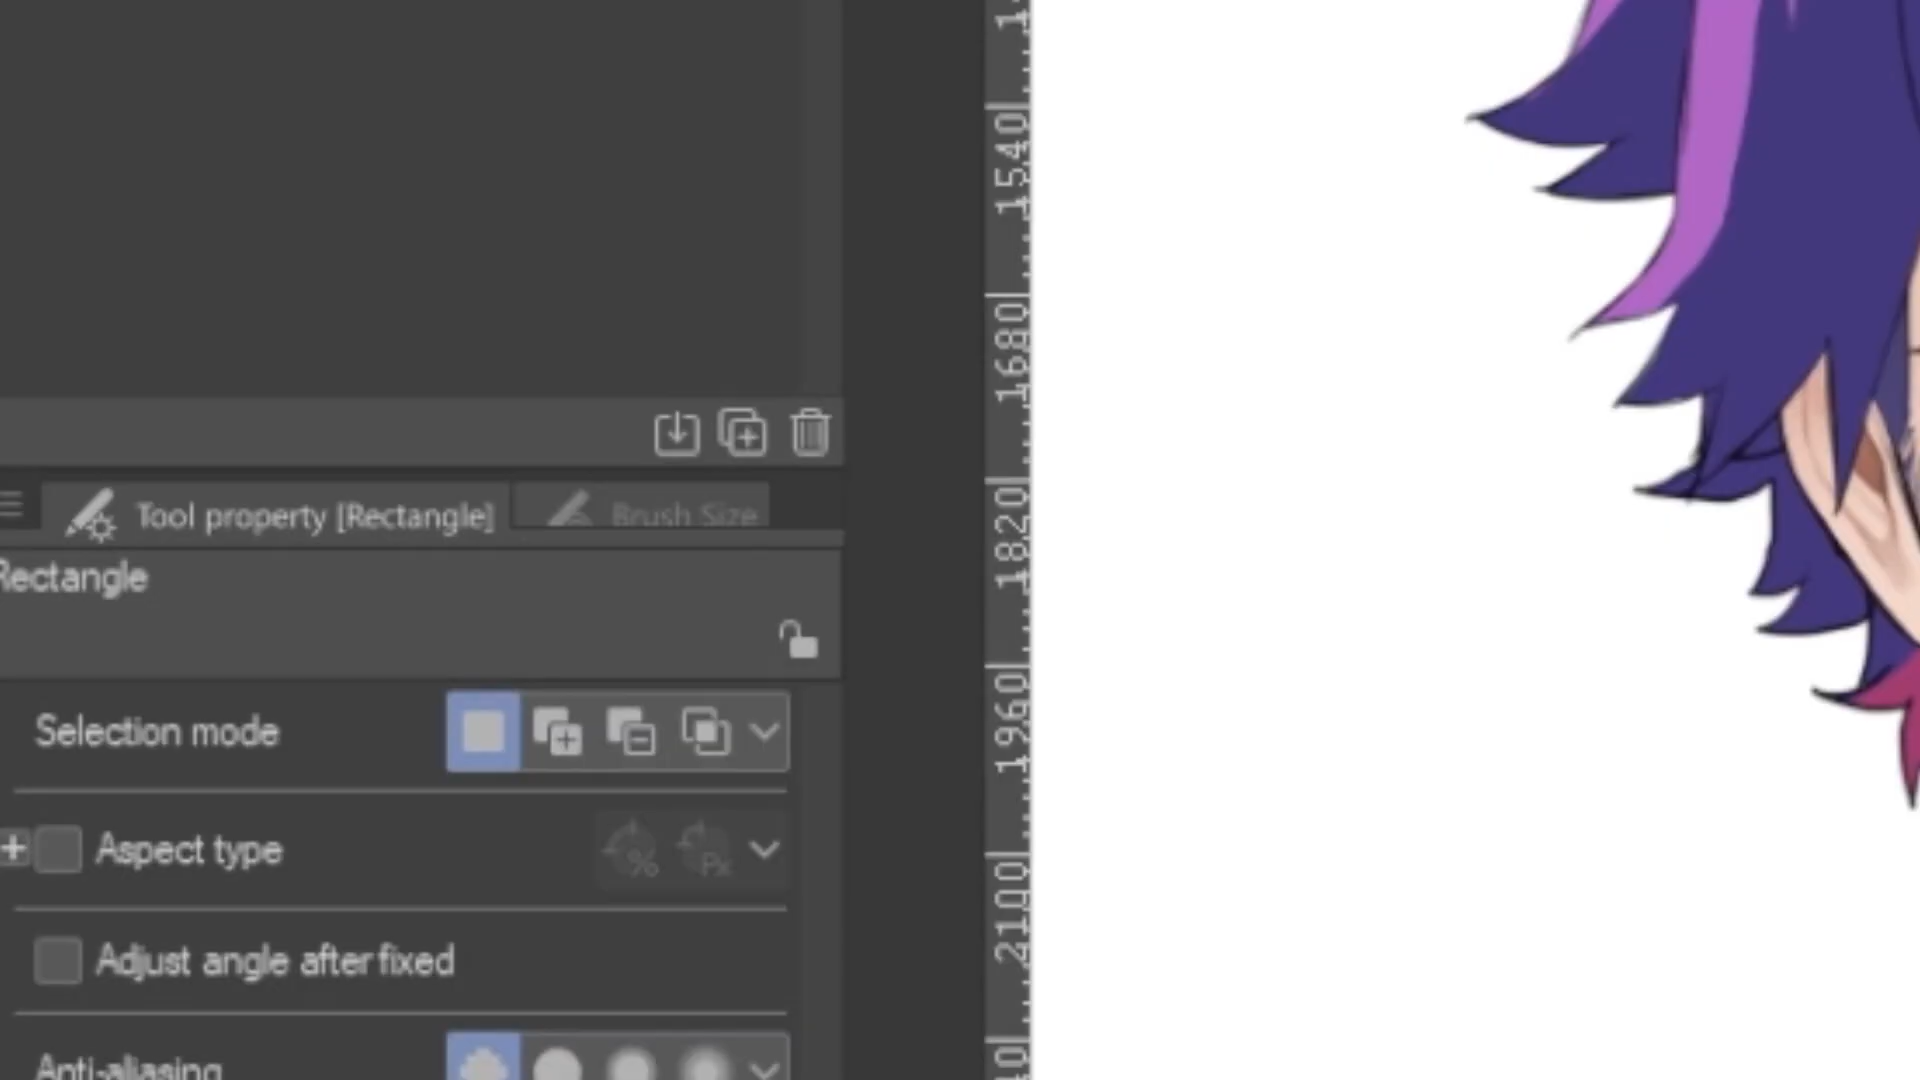 1540
1680
Tool property [Rectangle]
Brush Size
1820
Rectangle
Selection mode
1960
Aspect type
%
Px
2100
Adjust angle after fixed
Anti-aliasing